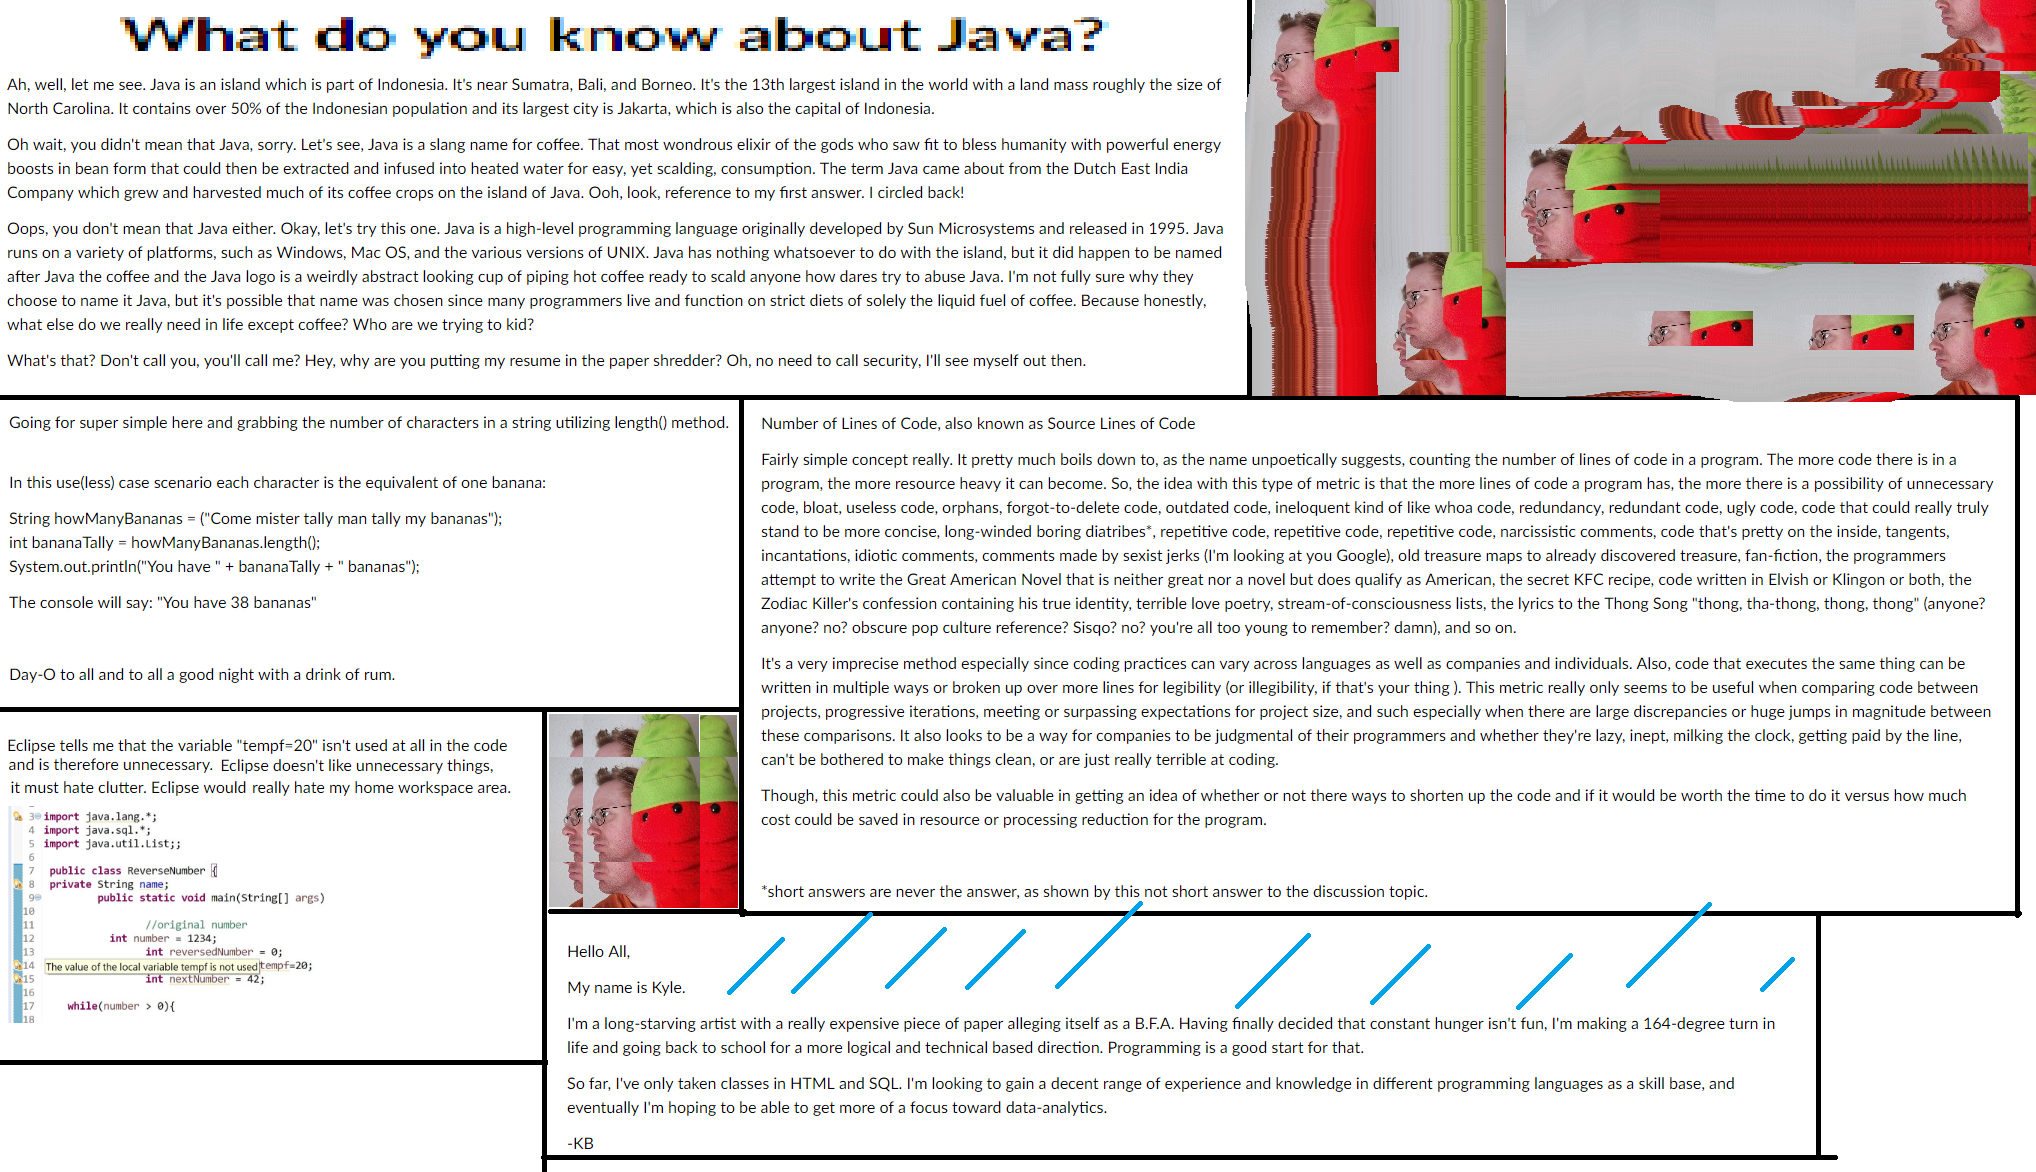 What do you know about Java?
Ah, well, let me see. Java is an island which is part of Indonesia. It's near Sumatra, Bali, and Borneo. It's the 13th largest island in the world with a land mass roughly the size of
North Carolina. It contains over 50% of the Indonesian population and its largest city is Jakarta, which is also the capital of Indonesia.
Oh wait, you didn't mean that Java, sorry. Let's see, Java is a slang name for coffee. That most wondrous elixir of the gods who saw fit to bless humanity with powerful energy
boosts in bean form that could then be extracted and infused into heated water for easy, yet scalding, consumption. The term Java came about from the Dutch East India
Company which grew and harvested much of its coffee crops on the island of Java. Ooh, look, reference to my first answer. I circled back!
Oops, you don't mean that Java either. Okay, let's try this one. Java is a high-level programming language originally developed by Sun Microsystems and released in 1995. Java
runs on a variety of platforms, such as Windows, Mac OS, and the various versions of UNIX. Java has nothing whatsoever to do with the island, but it did happen to be named
after Java the coffee and the Java logo is a weirdly abstract looking cup of piping hot coffee ready to scald anyone how dares try to abuse Java. I'm not fully sure why they
choose to name it Java, but it's possible that name was chosen since many programmers live and function on strict diets of solely the liquid fuel of coffee. Because honestly,
what else do we really need in life except coffee? Who are we trying to kid?
What's that? Don't call you, you'll call me? Hey, why are you putting my resume in the paper shredder? Oh, no need to call security, I'll see myself out then.
Going for super simple here and grabbing the number of characters in a string utilizing length() method.
In this use(less) case scenario each character is the equivalent of one banana:
String howManyBananas = ("Come mister tally man tally my bananas");
int bananaTally = howManyBananas.length();
System.out.println("You have " + bananaTally + " bananas");
The console will say: "You have 38 bananas"
Day-O to all and to all a good night with a drink of rum.
Number of Lines of Code, also known as Source Lines of Code
Fairly simple concept really. It pretty much boils down to, as the name unpoetically suggests, counting the number of lines of code in a program. The more code there is in a
program, the more resource heavy it can become. So, the idea with this type of metric is that the more lines of code a program has, the more there is a possibility of unnecessary
code, bloat, useless code, orphans, forgot-to-delete code, outdated code, ineloquent kind of like whoa code, redundancy, redundant code, ugly code, code that could really truly
stand to be more concise, long-winded boring diatribes*, repetitive code, repetitive code, repetitive code, narcissistic comments, code that's pretty on the inside, tangents,
incantations, idiotic comments, comments made by sexist jerks (I'm looking at you Google), old treasure maps to already discovered treasure, fan-fiction, the programmers
attempt to write the Great American Novel that is neither great nor a novel but does qualify as American, the secret KFC recipe, code written in Elvish or Klingon or both, the
Zodiac Killer's confession containing his true identity, terrible love poetry, stream-of-consciousness lists, the lyrics to the Thong Song "thong, tha-thong, thong, thong" (anyone?
anyone? no? obscure pop culture reference? Sisqo? no? you're all too young to remember? damn), and so on.
It's a very imprecise method especially since coding practices can vary across languages as well as companies and individuals. Also, code that executes the same thing can be
written in multiple ways or broken up over more lines for legibility (or illegibility, if that's your thing ). This metric really only seems to be useful when comparing code between
projects, progressive iterations, meeting or surpassing expectations for project size, and such especially when there are large discrepancies or huge jumps in magnitude between
these comparisons. It also looks to be a way for companies to be judgmental of their programmers and whether they're lazy, inept, milking the clock, getting paid by the line,
can't be bothered to make things clean, or are just really terrible at coding.
Though, this metric could also be valuable in getting an idea of whether or not there ways to shorten up the code and if it would be worth the time to do it versus how much
cost could be saved in resource or processing reduction for the program.
*short answers are never the answer, as shown by this not short answer to the discussion topic.
Eclipse tells me that the variable "tempf=20" isn't used at all in the code
and is therefore unnecessary. Eclipse doesn't like unnecessary things,
it must hate clutter. Eclipse would really hate my home workspace area.
3 import java.lang.*;
4 import java.sql.*;
5 import java.util.List;;
6
7 public class ReverseNumber {
8 private String name;
9 public static void main(String[] args)
10
11 //original number
12 int number = 1234;
13 int reversedNumber = 0;
14 The value of the local variable tempf is not used tempf=20;
15 int nextNumber = 42;
16
17 while(number > 0){
18
Hello All,
My name is Kyle.
I'm a long-starving artist with a really expensive piece of paper alleging itself as a B.F.A. Having finally decided that constant hunger isn't fun, I'm making a 164-degree turn in
life and going back to school for a more logical and technical based direction. Programming is a good start for that.
So far, I've only taken classes in HTML and SQL. I'm looking to gain a decent range of experience and knowledge in different programming languages as a skill base, and
eventually I'm hoping to be able to get more of a focus toward data-analytics.
-KB